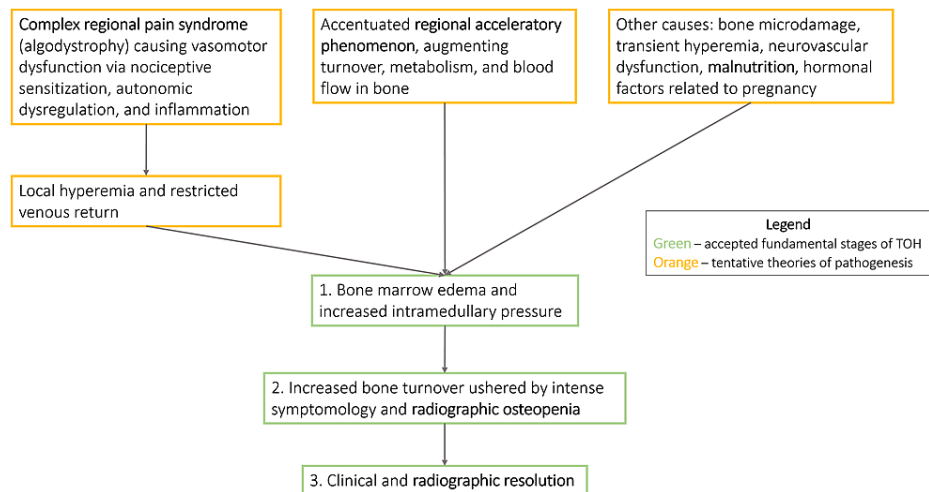 Complex regional pain syndrome
(algodystrophy) causing vasomotor
dysfunction via nociceptive
sensitization, autonomic
dysregulation, and inflammation
Accentuated regional acceleratory
phenomenon, augmenting
turnover, metabolism, and blood
flow in bone
Other causes: bone microdamage,
transient hyperemia, neurovascular
dysfunction, malnutrition, hormonal
factors related to pregnancy
Local hyperemia and restricted
venous return
Legend
Green – accepted fundamental stages of TOH
Orange – tentative theories of pathogenesis
1. Bone marrow edema and
increased intramedullary pressure
2. Increased bone turnover ushered by intense
symptomology and radiographic osteopenia
3. Clinical and radiographic resolution